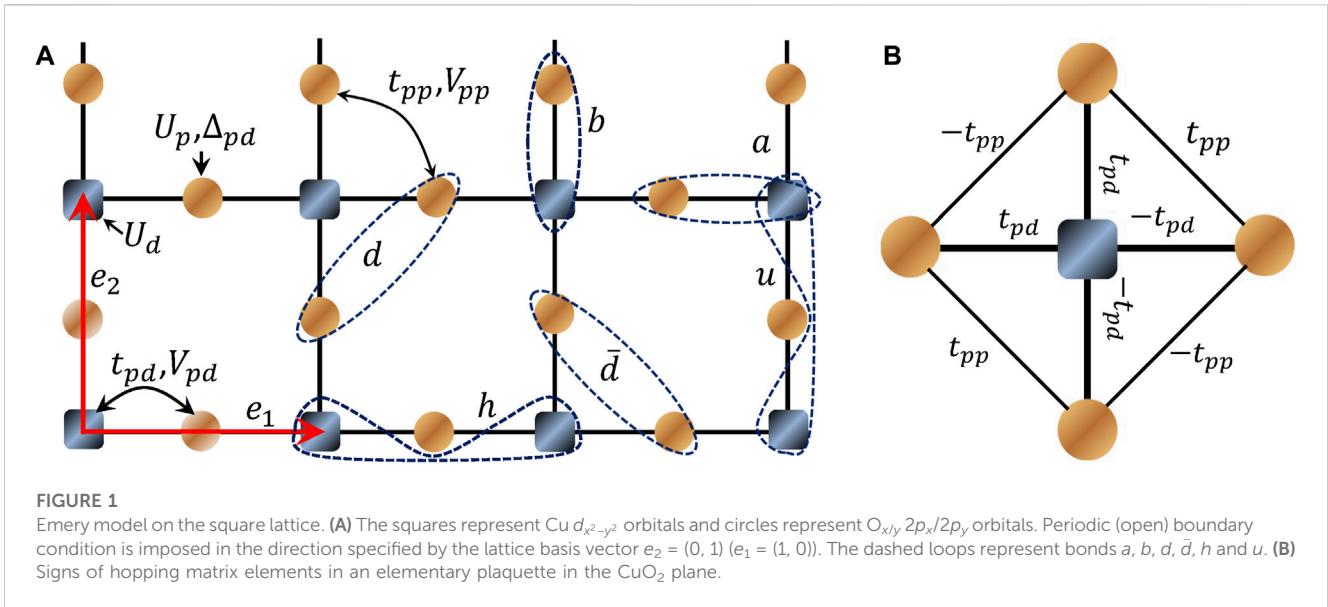 A
B
t_{pp}, V_{pp}
b
a
-t_{pp}
t_{pp}
U_p, Δ_{pd}
t_{pd}
U_d
d
u
t_{pd}
-t_{pd}
e_2
-t_{pd}
t_{pd}, V_{pd}
d̄
t_{pp}
-t_{pp}
e_1
h
FIGURE 1
Emery model on the square lattice. (A) The squares represent Cu d_{x²−y²} orbitals and circles represent O_{x/y} 2p_x/2p_y orbitals. Periodic (open) boundary
condition is imposed in the direction specified by the lattice basis vector e_2 = (0, 1) (e_1 = (1, 0)). The dashed loops represent bonds a, b, d, d̄, h and u. (B)
Signs of hopping matrix elements in an elementary plaquette in the CuO₂ plane.